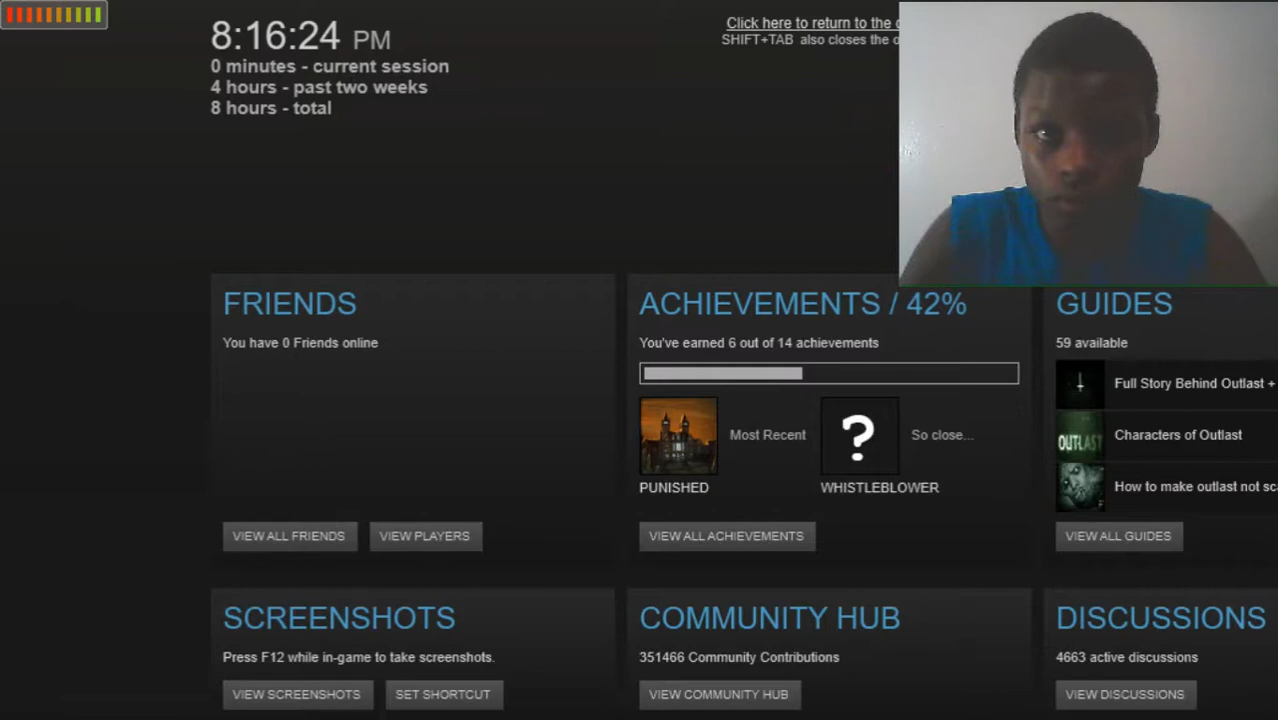 8:16:24 PM
0 minutes - current session
4 hours - past two weeks
8 hours - total
Click here to return to the
SHIFT+TAB also closes the
FRIENDS
You have 0 Friends online
VIEW ALL FRIENDS
VIEW PLAYERS
ACHIEVEMENTS / 42%
You've earned 6 out of 14 achievements
Most Recent
So close...
PUNISHED
WHISTLEBLOWER
VIEW ALL ACHIEVEMENTS
GUIDES
59 available
Full Story Behind Outlast +
OUTLAST
Characters of Outlast
How to make outlast not
VIEW ALL GUIDES
SCREENSHOTS
Press F12 while in-game to take screenshots.
VIEW SCREENSHOTS
SET SHORTCUT
COMMUNITY HUB
351466 Community Contributions
VIEW COMMUNITY HUB
DISCUSSIONS
4663 active discussions
VIEW DISCUSSIONS